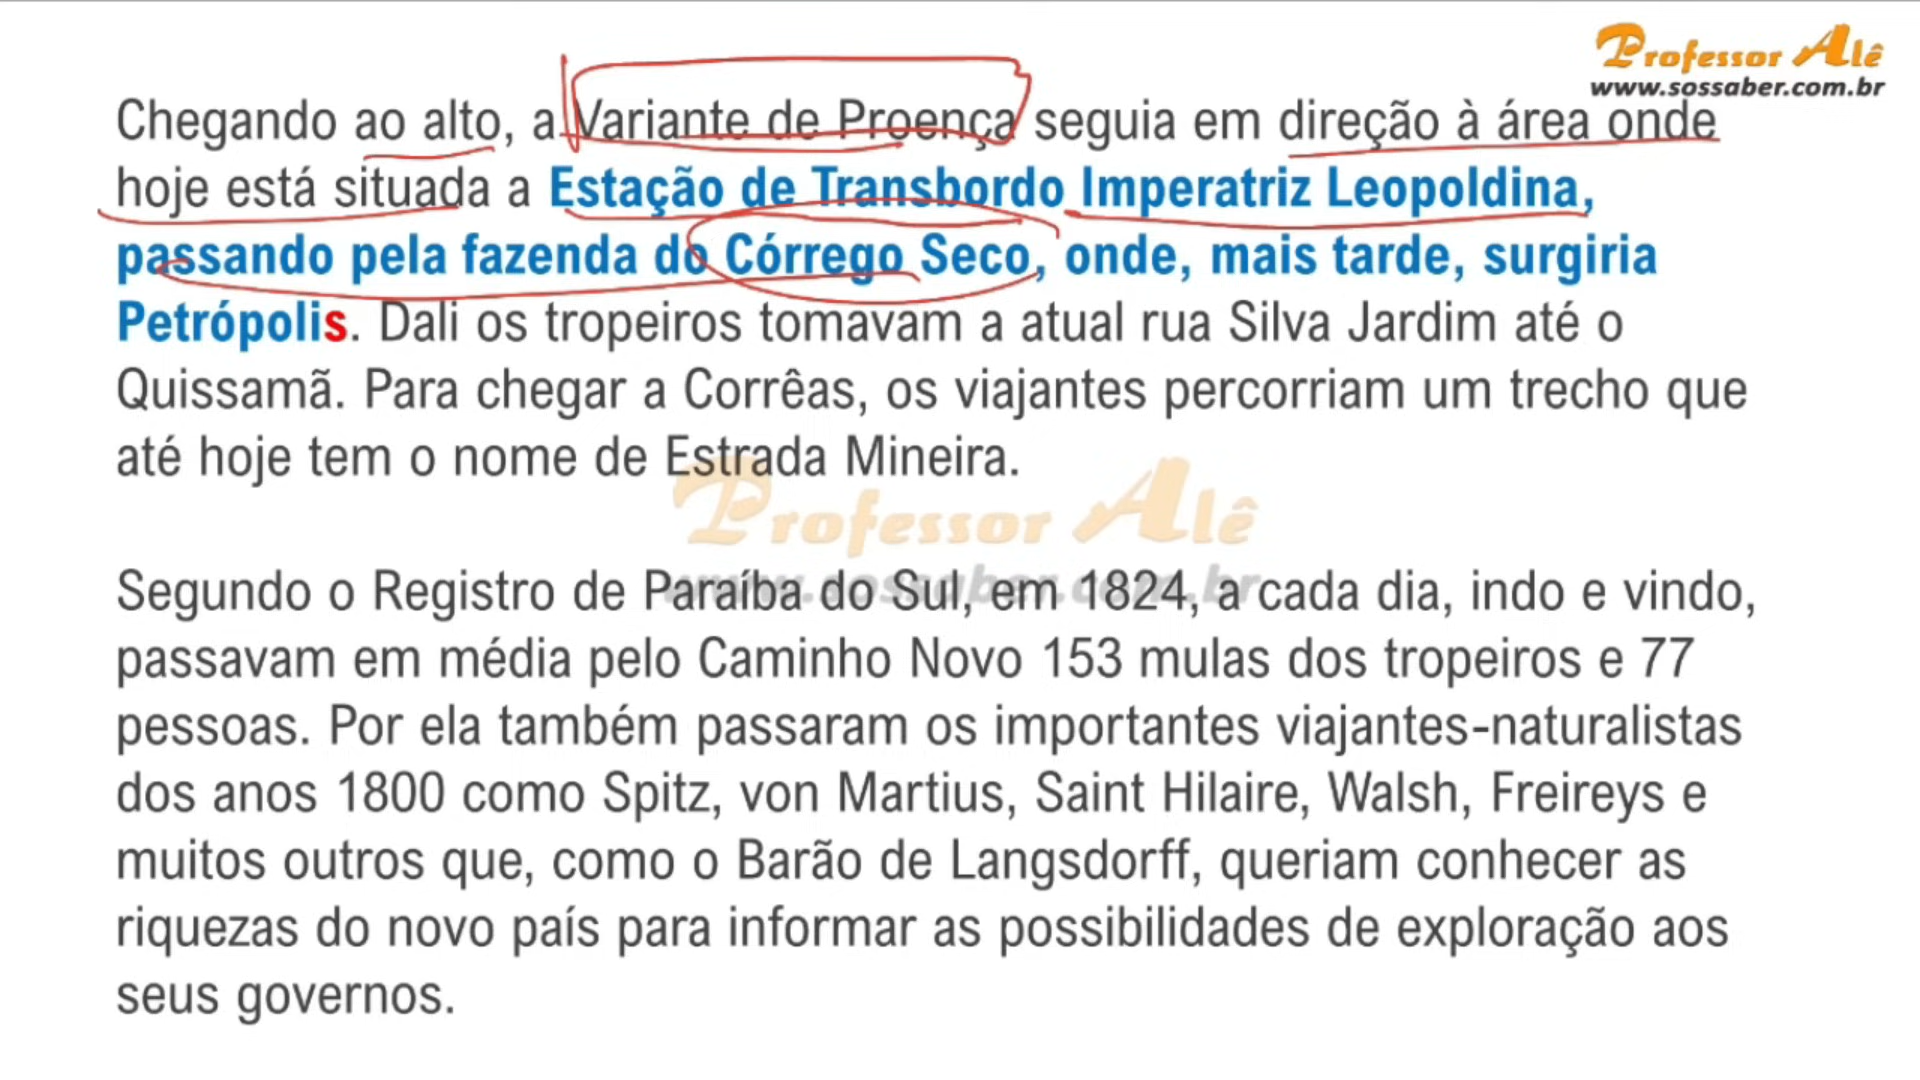 Professor Alê
www.sossaber.com.br
Chegando ao alto, a Variante de Proença seguia em direção à área onde
hoje está situada a Estação de Transbordo Imperatriz Leopoldina,
passando pela fazenda do Córrego Seco, onde, mais tarde, surgiria
Petrópolis. Dali os tropeiros tomavam a atual rua Silva Jardim até o
Quissamã. Para chegar a Corrêas, os viajantes percorriam um trecho que
até hoje tem o nome de Estrada Mineira.
Professor Alê
www.sossaber.com.br
Segundo o Registro de Paraíba do Sul, em 1824, a cada dia, indo e vindo,
passavam em média pelo Caminho Novo 153 mulas dos tropeiros e 77
pessoas. Por ela também passaram os importantes viajantes-naturalistas
dos anos 1800 como Spitz, von Martius, Saint Hilaire, Walsh, Freireys e
muitos outros que, como o Barão de Langsdorff, queriam conhecer as
riquezas do novo país para informar as possibilidades de exploração aos
seus governos.